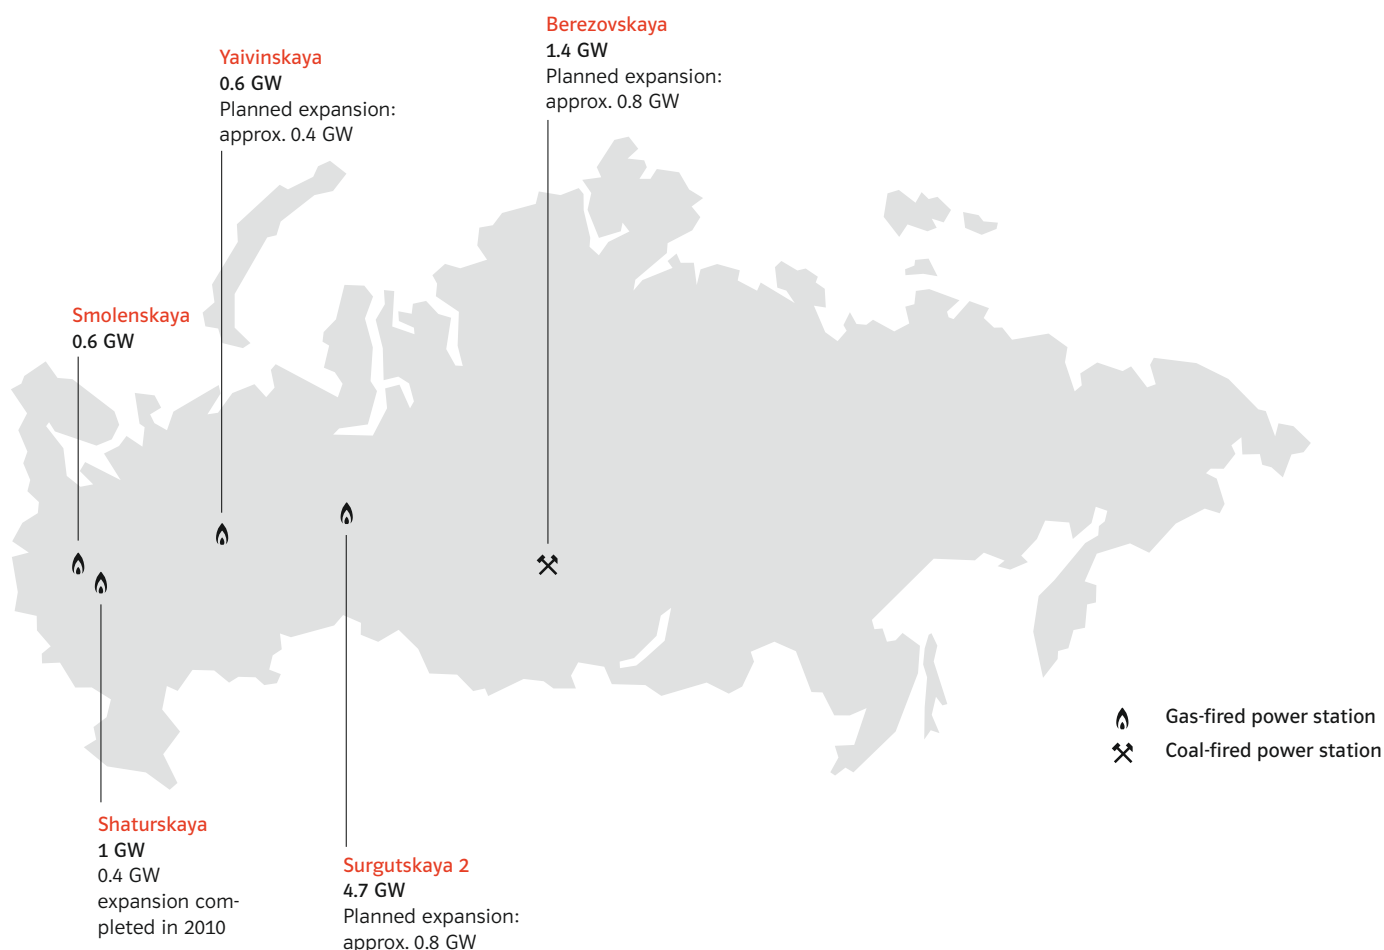 Berezovskaya
1.4 GW
Planned expansion:
approx. 0.8 GW
Yaivinskaya
0.6 GW
Planned expansion:
approx. 0.4 GW
Smolenskaya
0.6 GW
Gas-fired power station
Coal-fired power station
Shaturskaya
1 GW
0.4 GW
expansion com-
pleted in 2010
Surgutskaya 2
4.7 GW
Planned expansion:
approx. 0.8 GW